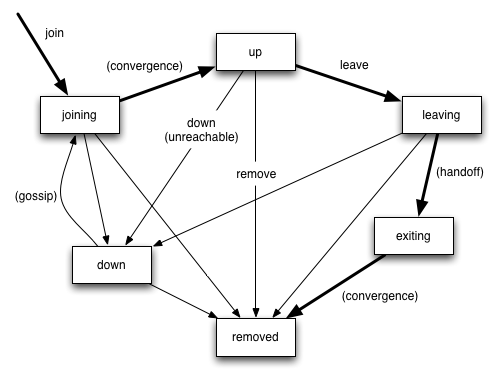 join
up
(convergence)
leave
joining
leaving
down
(unreachable)
remove
(handoff)
(gossip)
exiting
down
(convergence)
removed